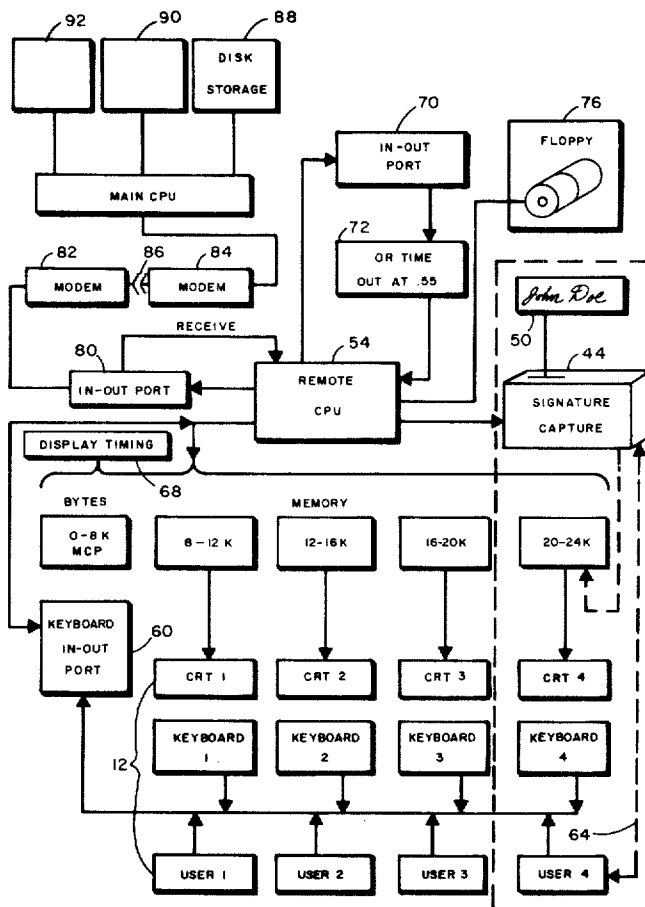 92
90
88
DISK
STORAGE
MAIN CPU
70
IN-OUT
PORT
76
FLOPPY
72
OR TIME
OUT AT .55
82
MODEM
86
84
MODEM
RECEIVE
80
IN-OUT PORT
54
REMOTE
CPU
John Doe
50
44
SIGNATURE
CAPTURE
DISPLAY TIMING
68
BYTES
MEMORY
0-8K
MCP
8-12 K
12-16K
16-20K
20-24K
KEYBOARD
IN-OUT
PORT
60
CRT 1
CRT 2
CRT 3
CRT 4
12
KEYBOARD
1
KEYBOARD
2
KEYBOARD
3
KEYBOARD
4
64
USER 1
USER 2
USER 3
USER 4